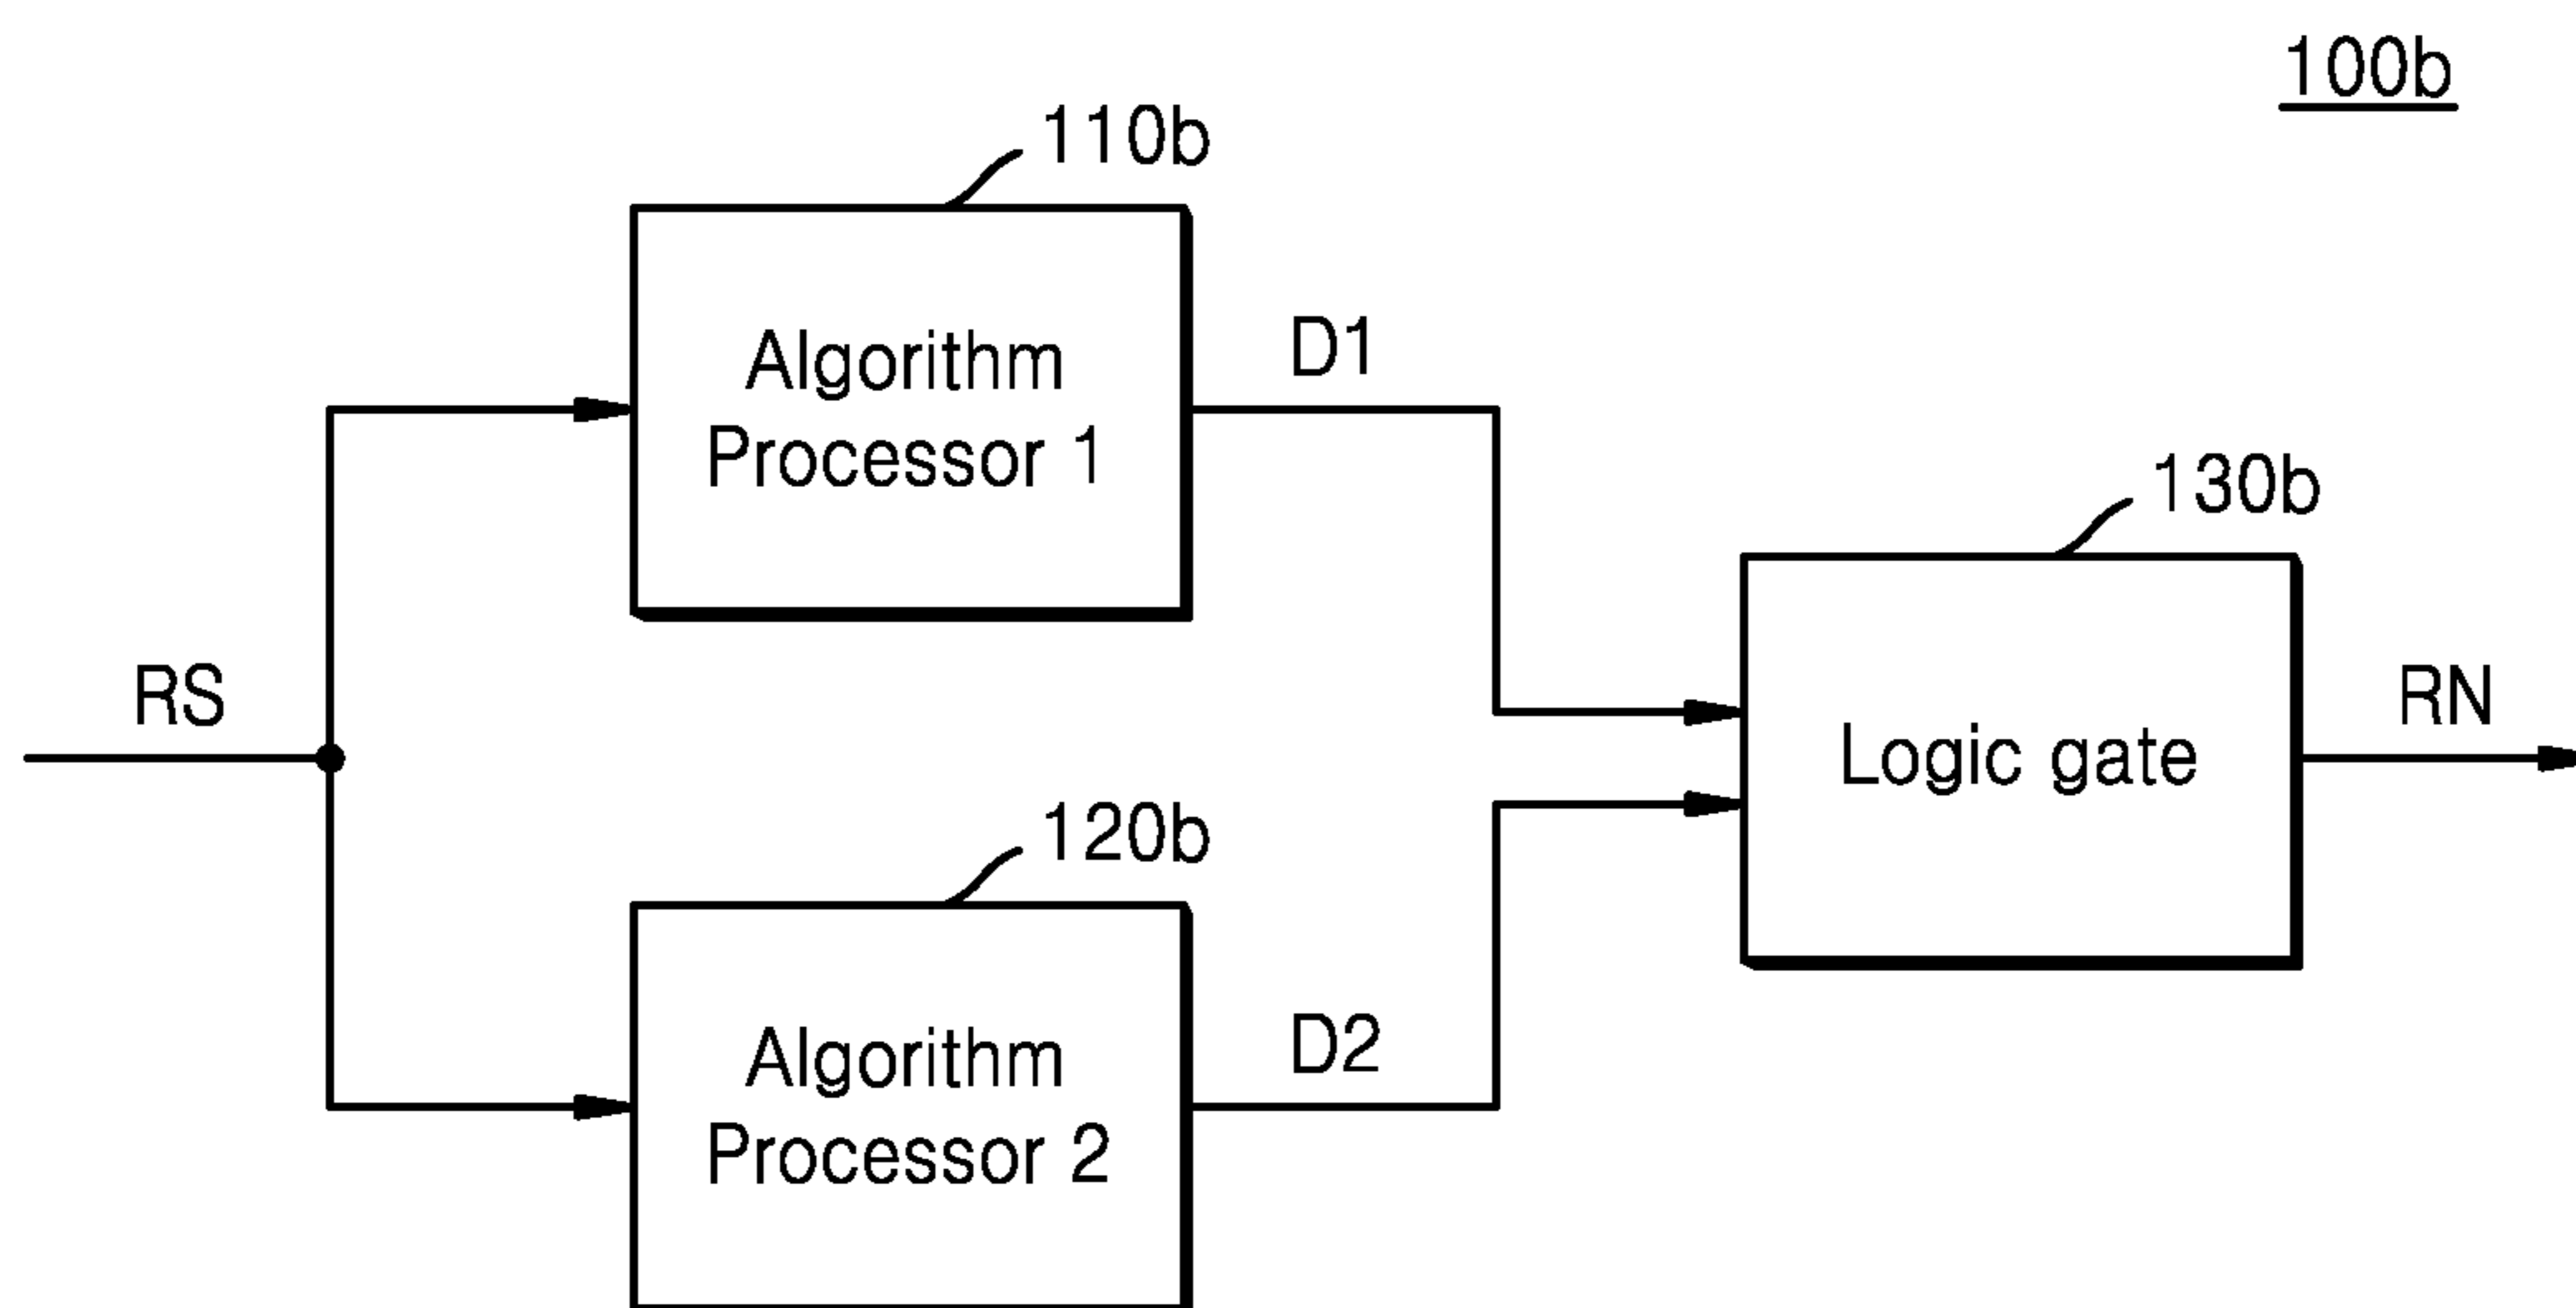 100b
110b
Algorithm
Processor 1
D1
130b
RS
Logic gate
RN
120b
Algorithm
Processor 2
D2